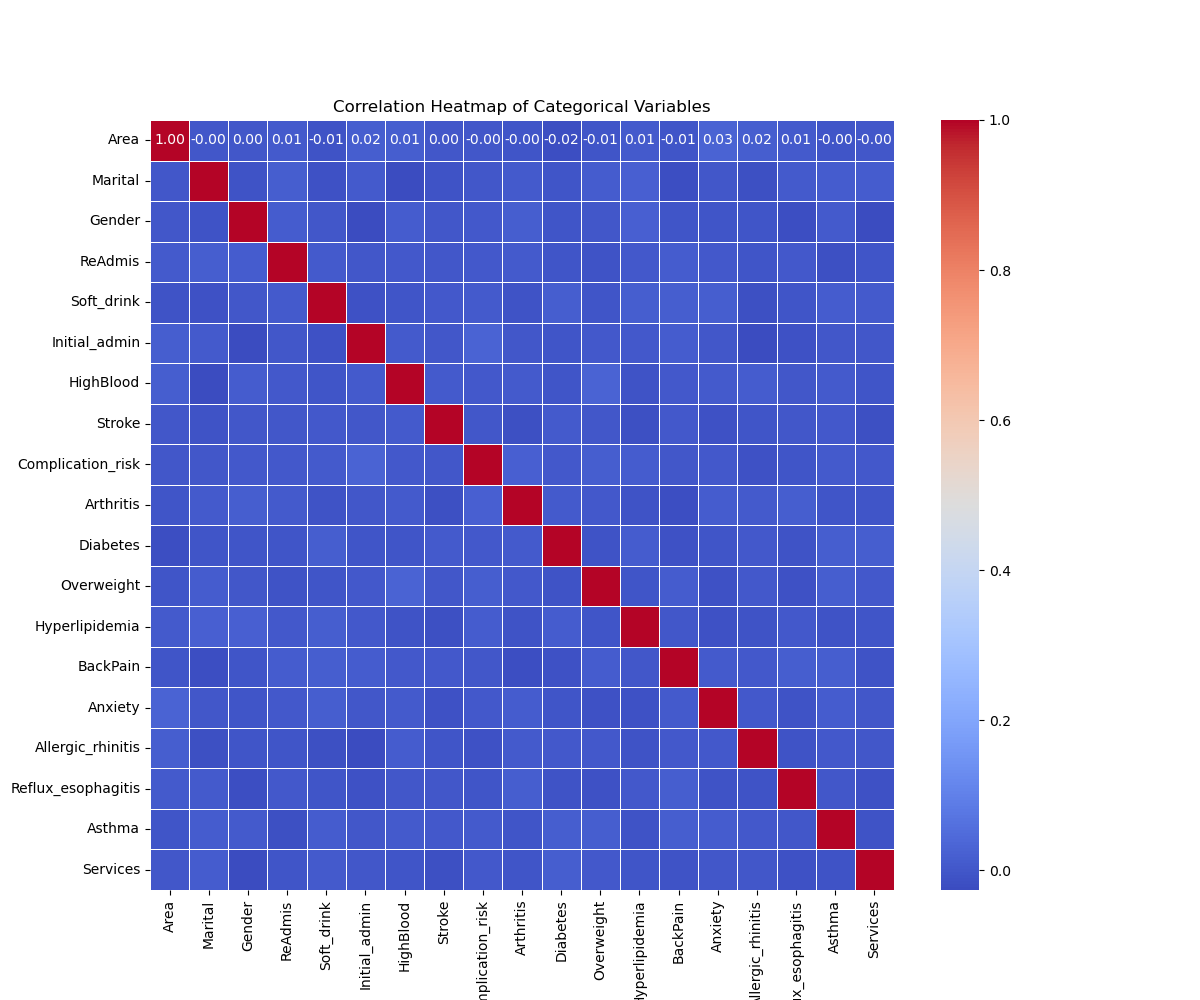 Correlation Heatmap of Categorical Variables
Area 1.00 -0.00 0.00 0.01 -0.01 0.02 0.01 0.00 -0.00 -0.00 -0.02 -0.01 0.01 -0.01 0.03 0.02 0.01 -0.00 -0.00
Marital
Gender
ReAdmis
Soft_drink
Initial_admin
HighBlood
Stroke
Complication_risk
Arthritis
Diabetes
Overweight
Hyperlipidemia
BackPain
Anxiety
Allergic_rhinitis
Reflux_esophagitis
Asthma
Services
Area
Marital
Gender
ReAdmis
Soft_drink
Initial_admin
HighBlood
Stroke
mplication_risk
Arthritis
Diabetes
Overweight
Hyperlipidemia
BackPain
Anxiety
Allergic_rhinitis
ux_esophagitis
Asthma
Services
1.0
0.8
0.6
0.4
0.2
0.0